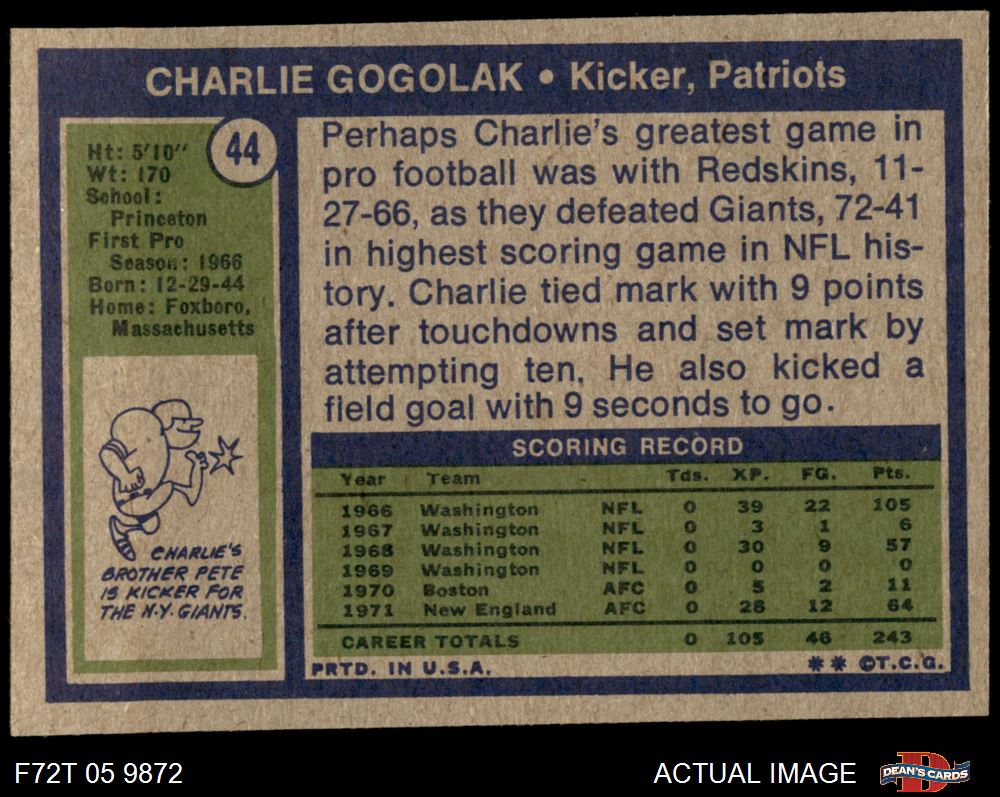 CHARLIE GOGOLAK • Kicker, Patriots
44
Ht: 5'10"
Wt: 170
School:
Princeton
First Pro
Season: 1966
Born: 12-29-44
Home: Foxboro,
Massachusetts
CHARLIE'S
BROTHER PETE
IS KICKER FOR
THE N.Y. GIANTS.
Perhaps Charlie's greatest game in
pro football was with Redskins, 11-
27-66, as they defeated Giants, 72-41
in highest scoring game in NFL his-
tory. Charlie tied mark with 9 points
after touchdowns and set mark by
attempting ten. He also kicked a
field goal with 9 seconds to go.
SCORING RECORD
Year Team Tds. XP. FG. Pts.
1966 Washington NFL 0 39 22 105
1967 Washington NFL 0 3 1 6
1968 Washington NFL 0 30 9 57
1969 Washington NFL 0 0 0 0
1970 Boston AFC 0 5 2 11
1971 New England AFC 0 28 12 64
CAREER TOTALS 0 105 46 243
PRTD. IN U.S.A. ** ©T.C.G.
F72T 05 9872 ACTUAL IMAGE DEAN'S CARDS